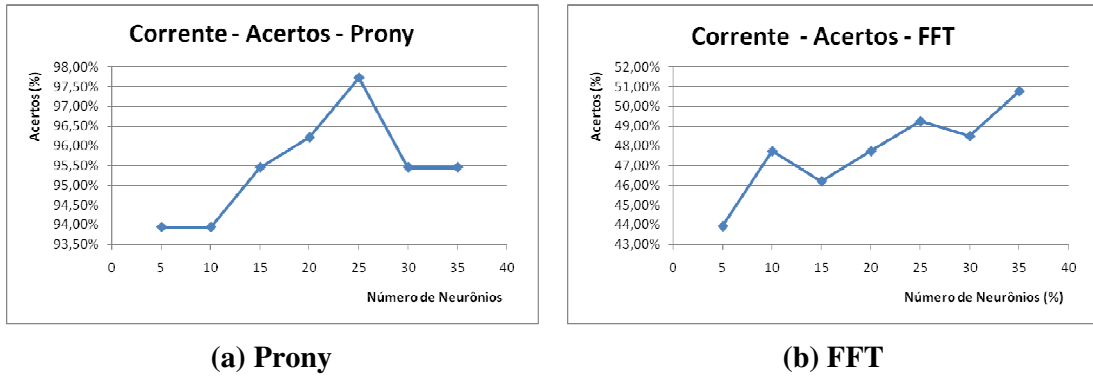 Corrente - Acertos - Prony
Acertos (%)
98,00%
97,50%
97,00%
96,50%
96,00%
95,50%
95,00%
94,50%
94,00%
93,50%
0 5 10 15 20 25 30 35 40
Número de Neurônios
(a) Prony
Corrente - Acertos - FFT
Acertos (%)
52,00%
51,00%
50,00%
49,00%
48,00%
47,00%
46,00%
45,00%
44,00%
43,00%
0 5 10 15 20 25 30 35 40
Número de Neurônios (%)
(b) FFT